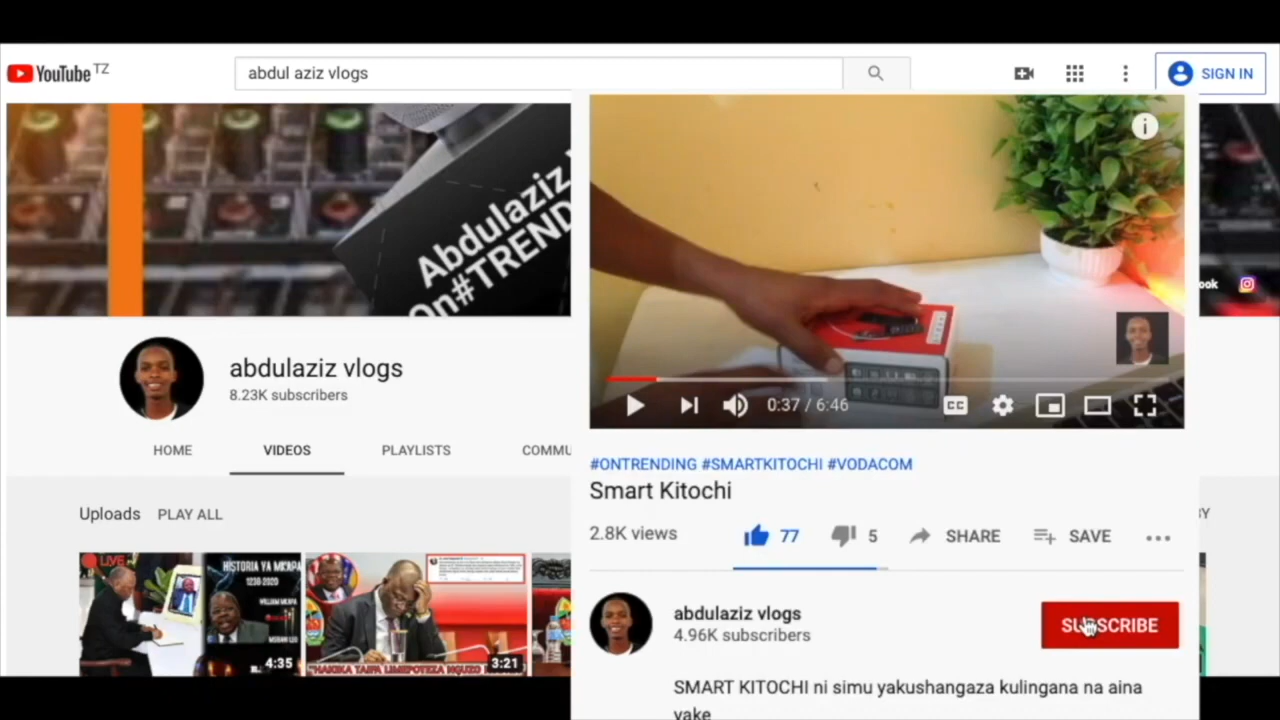 YouTube TZ
abdul aziz vlogs
SIGN IN
Abdulaziz
On#TREND
abdulaziz vlogs
8.23K subscribers
HOME
VIDEOS
PLAYLISTS
COMMU
Uploads
PLAY ALL
LIVE
HISTORIA YA MKAPA
4:35
3:21
0:37 / 6:46
CC
#ONTRENDING #SMARTKITOCHI #VODACOM
Smart Kitochi
2.8K views
77
5
SHARE
SAVE
abdulaziz vlogs
4.96K subscribers
SUBSCRIBE
SMART KITOCHI ni simu yakushangaza kulingana na aina
yake
ook